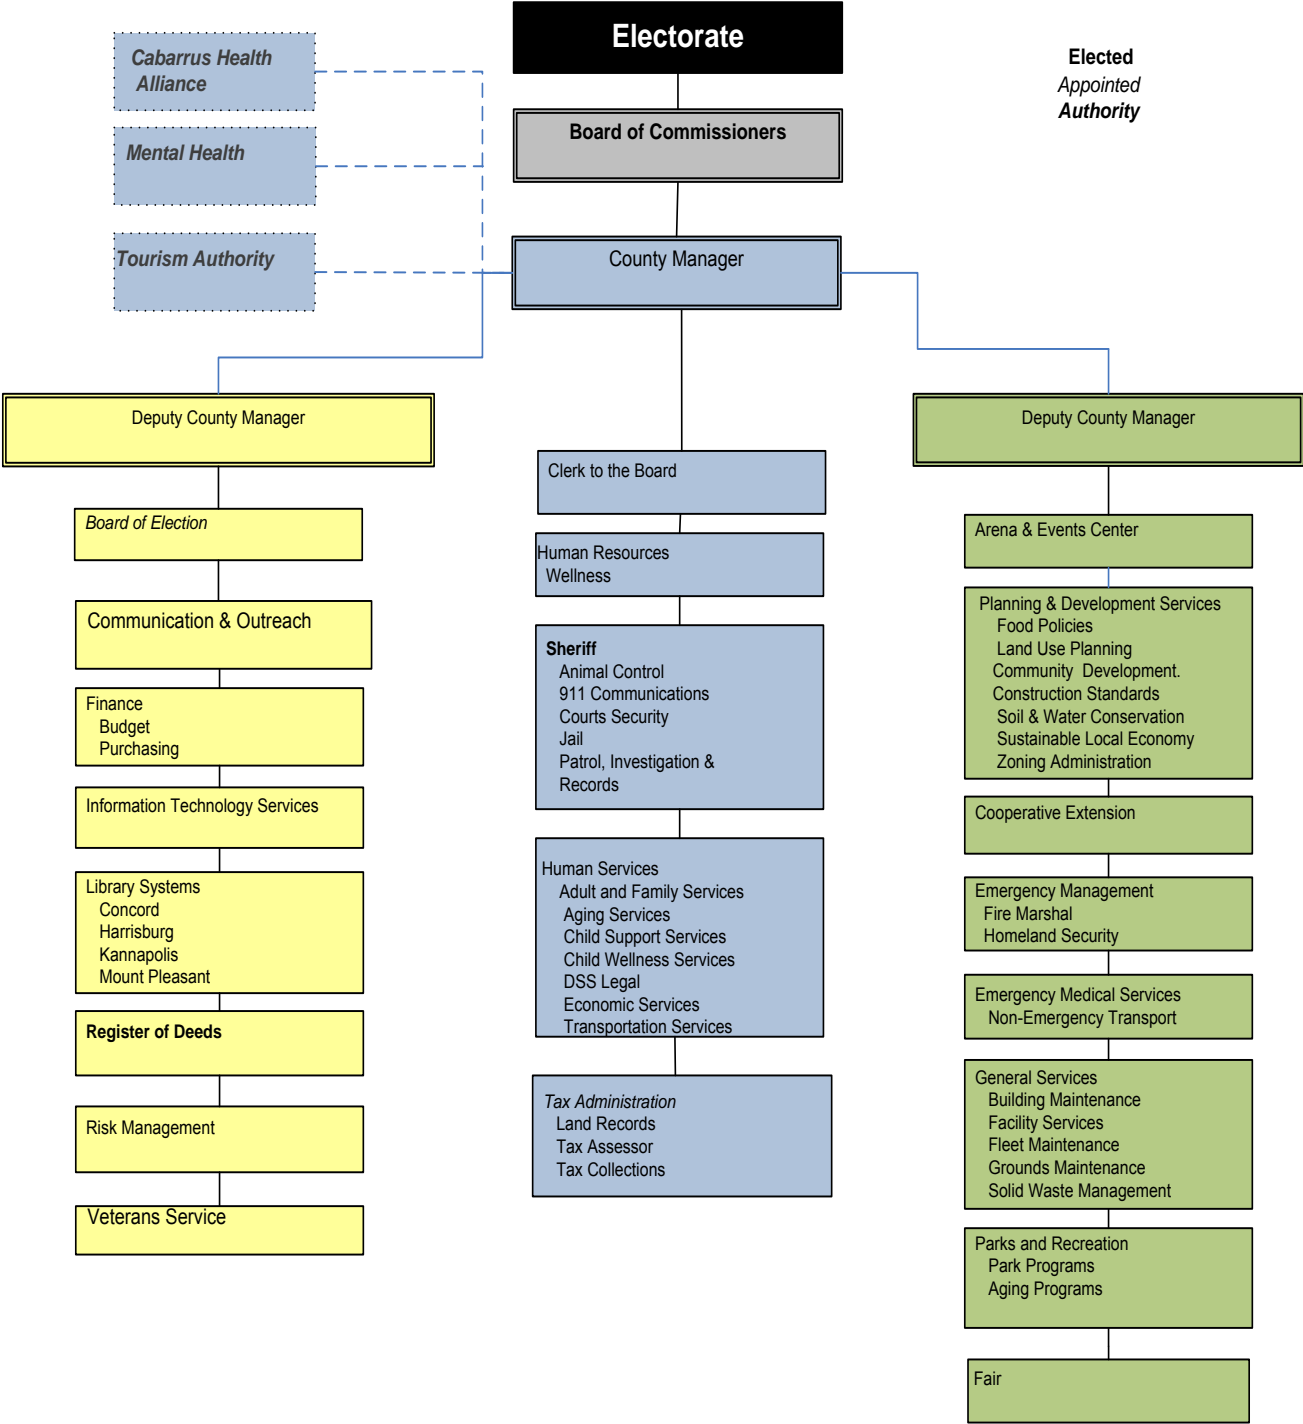 Electorate
Elected
Appointed
Authority
Cabarrus Health
Alliance
Mental Health
Tourism Authority
Board of Commissioners
County Manager
Deputy County Manager
Board of Election
Communication & Outreach
Finance
Budget
Purchasing
Information Technology Services
Library Systems
Concord
Harrisburg
Kannapolis
Mount Pleasant
Register of Deeds
Risk Management
Veterans Service
Clerk to the Board
Human Resources
Wellness
Sheriff
Animal Control
911 Communications
Courts Security
Jail
Patrol, Investigation &
Records
Human Services
Adult and Family Services
Aging Services
Child Support Services
Child Wellness Services
DSS Legal
Economic Services
Transportation Services
Tax Administration
Land Records
Tax Assessor
Tax Collections
Deputy County Manager
Arena & Events Center
Planning & Development Services
Food Policies
Land Use Planning
Community Development.
Construction Standards
Soil & Water Conservation
Sustainable Local Economy
Zoning Administration
Cooperative Extension
Emergency Management
Fire Marshal
Homeland Security
Emergency Medical Services
Non-Emergency Transport
General Services
Building Maintenance
Facility Services
Fleet Maintenance
Grounds Maintenance
Solid Waste Management
Parks and Recreation
Park Programs
Aging Programs
Fair